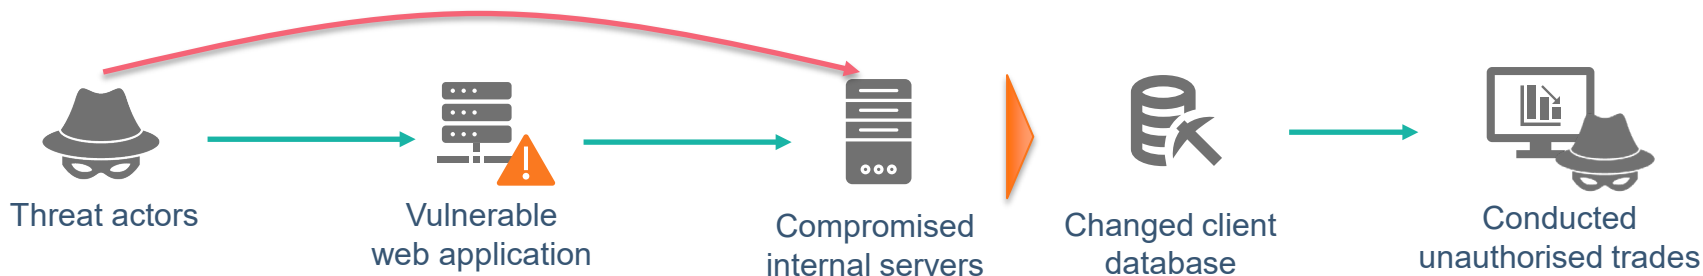 Threat actors
Vulnerable
web application
Compromised
internal servers
Changed client
database
Conducted
unauthorised trades